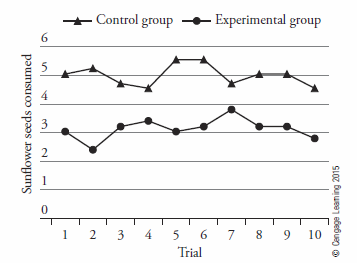 Control group Experimental group
Sunflower seeds consumed
6
5
4
3
2
1
0
1 2 3 4 5 6 7 8 9 10
Trial
© Cengage Learning 2015